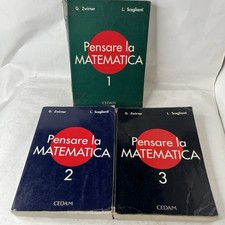 G. Zwirner L. Scaglianti
Pensare la
MATEMATICA
1
CEDAM
G. Zwirner L. Scaglianti
Pensare la
MATEMATICA
2
CEDAM
G. Zwirner L. Scaglianti
Pensare la
MATEMATICA
3
CEDAM